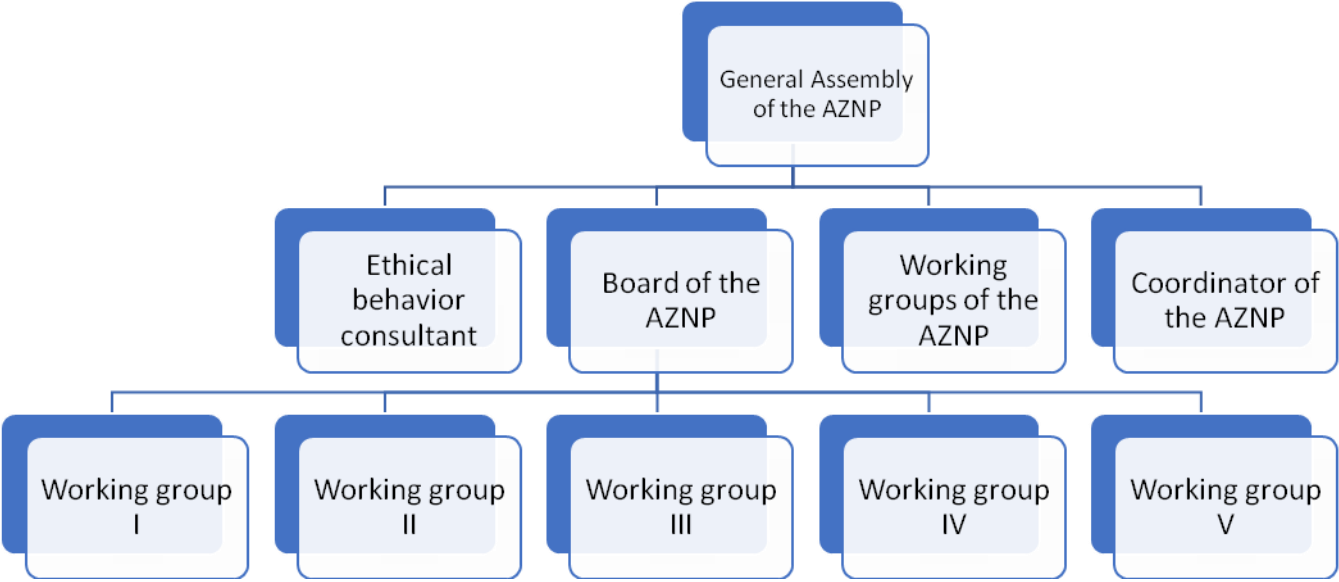 General Assembly
of the AZNP
Ethical
behavior
consultant
Board of the
AZNP
Working
groups of the
AZNP
Coordinator of
the AZNP
Working group
I
Working group
II
Working group
III
Working group
IV
Working group
V